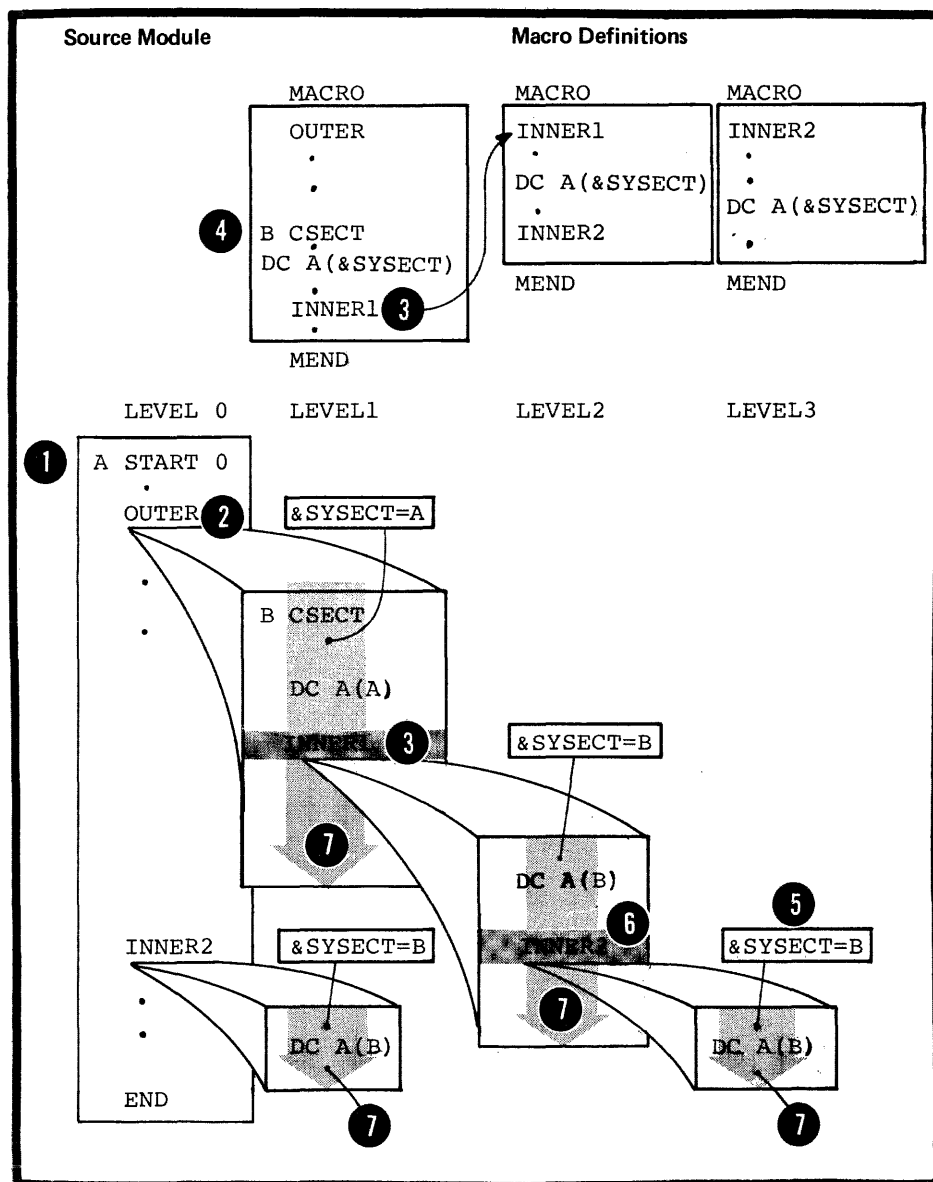 Source Module
Macro Definitions
MACRO
OUTER
4
B CSECT
DC A(&SYSECT)
INNER1 3
MEND
MACRO
INNER1
DC A(&SYSECT)
INNER2
MEND
MACRO
INNER2
DC A(&SYSECT)
MEND
LEVEL 0 LEVEL1 LEVEL2 LEVEL3
1
A START 0
OUTER 2
&SYSECT=A
B CSECT
DC A(A)
INNER1 3
7
&SYSECT=B
DC A(B)
INNER2 6
7
5
&SYSECT=B
DC A(B)
7
INNER2
&SYSECT=B
DC A(B)
7
END